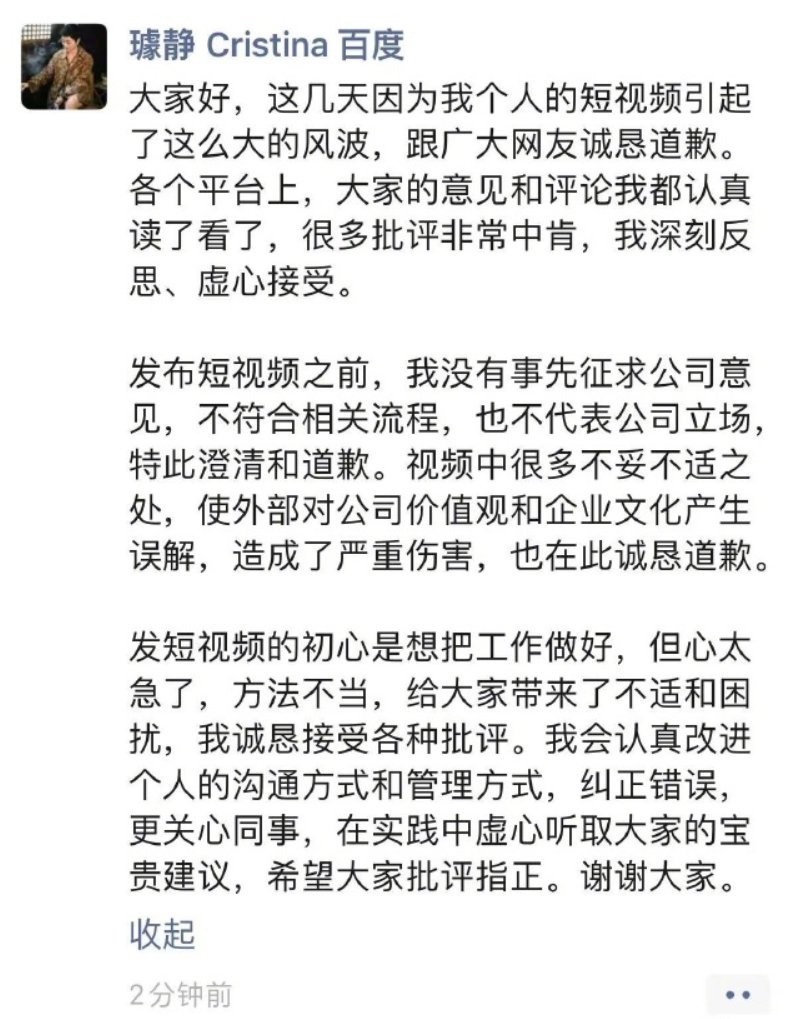 璩静 Cristina 百度
大家好，这几天因为我个人的短视频引起
了这么大的风波，跟广大网友诚恳道歉。
各个平台上，大家的意见和评论我都认真
读了看了，很多批评非常中肯，我深刻反
思、虚心接受。
发布短视频之前，我没有事先征求公司意
见，不符合相关流程，也不代表公司立场，
特此澄清和道歉。视频中很多不妥不适之
处，使外部对公司价值观和企业文化产生
误解，造成了严重伤害，也在此诚恳道歉。
发短视频的初心是想把工作做好，但心太
急了，方法不当，给大家带来了不适和困
扰，我诚恳接受各种批评。我会认真改进
个人的沟通方式和管理方式，纠正错误，
更关心同事，在实践中虚心听取大家的宝
贵建议，希望大家批评指正。谢谢大家。
收起
2分钟前